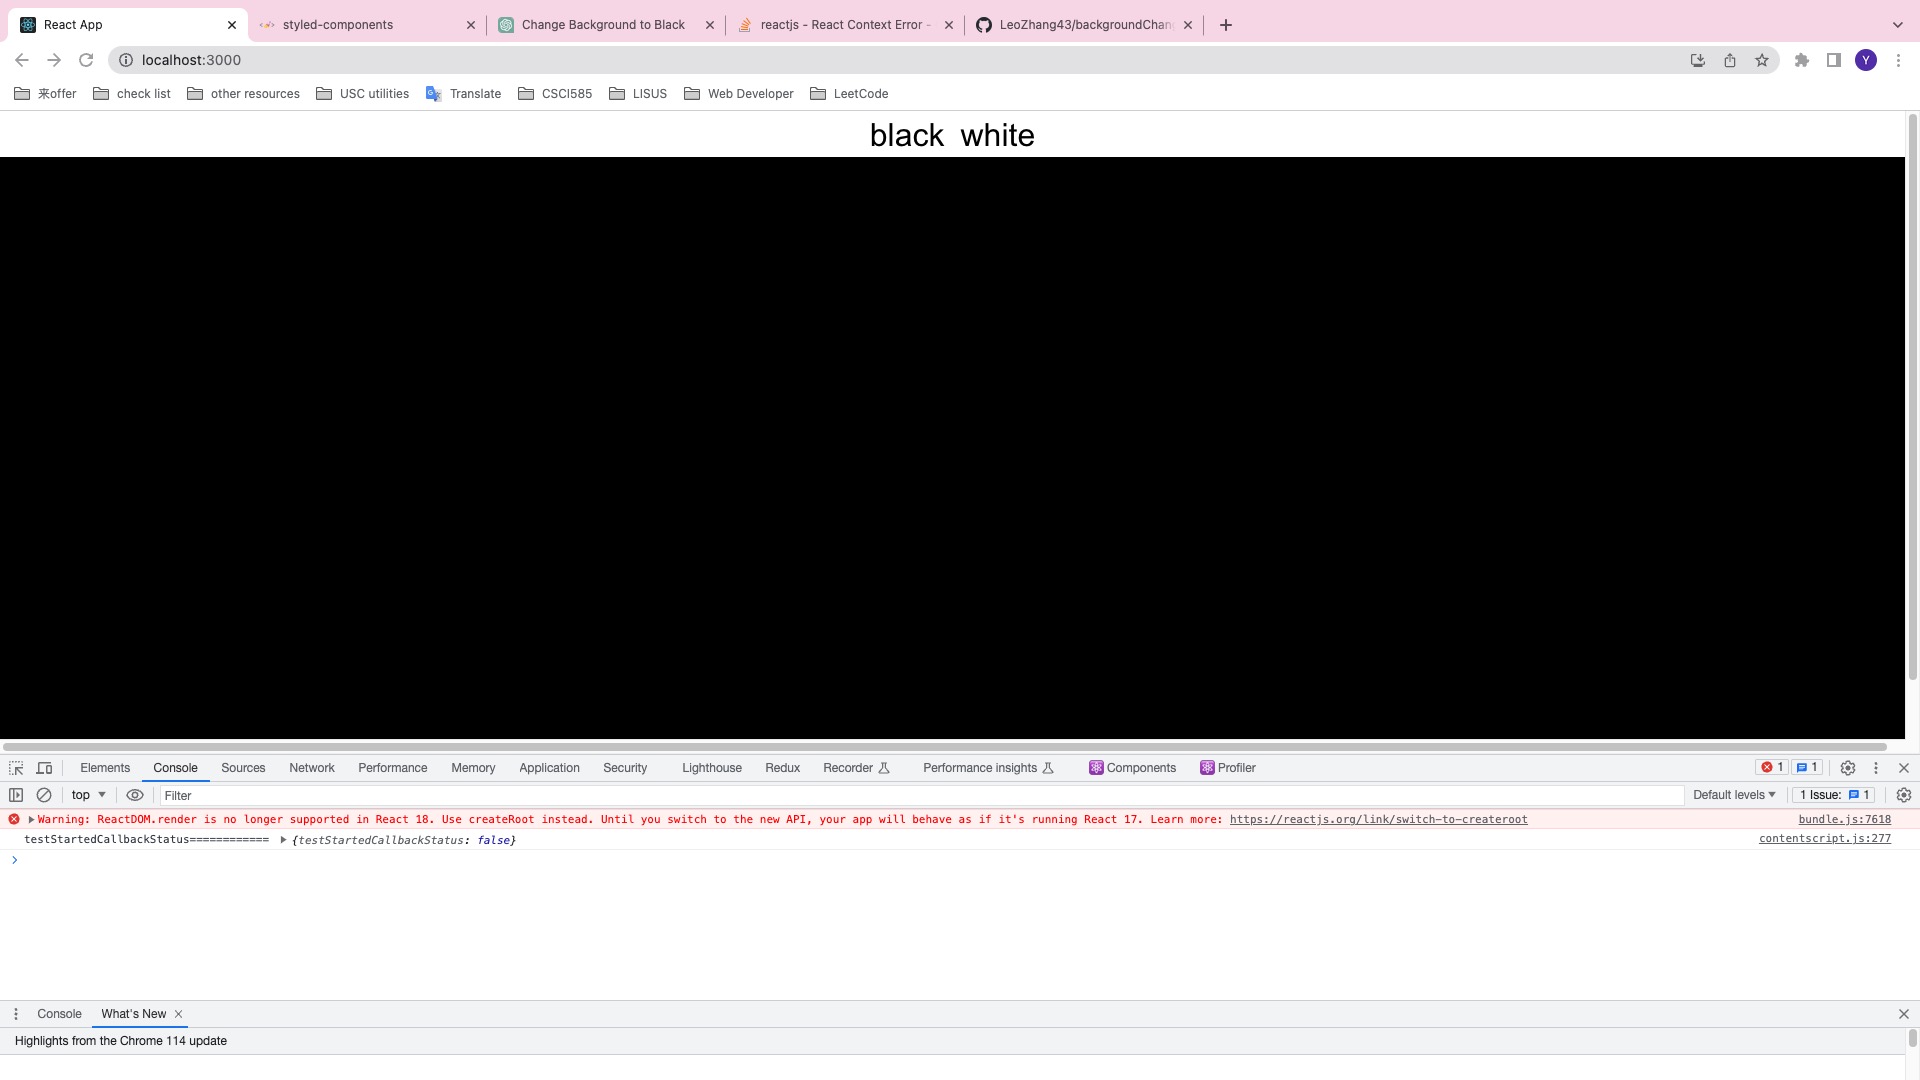 React App
styled-components
Change Background to Black
reactjs - React Context Error -
LeoZhang43/backgroundChan
localhost:3000
Y
来offer
check list
other resources
USC utilities
Translate
CSCI585
LISUS
Web Developer
LeetCode
black white
Elements Console Sources Network Performance Memory Application Security Lighthouse Redux Recorder Performance insights Components Profiler 1 1
top Filter Default levels 1 Issue: 1
Warning: ReactDOM.render is no longer supported in React 18. Use createRoot instead. Until you switch to the new API, your app will behave as if it's running React 17. Learn more: https://reactjs.org/link/switch-to-createroot bundle.js:7618
testStartedCallbackStatus============ {testStartedCallbackStatus: false} contentscript.js:277
Console What's New
Highlights from the Chrome 114 update